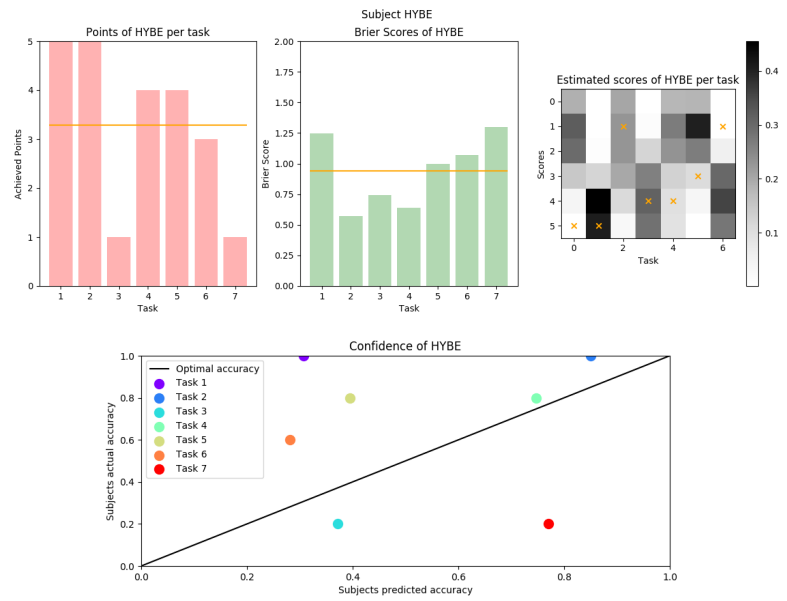 Subject HYBE
Points of HYBE per task
Achieved Points
5
4
3
2
1
0
1 2 3 4 5 6 7
Task
Brier Scores of HYBE
Brier Score
2.00
1.75
1.50
1.25
1.00
0.75
0.50
0.25
0.00
1 2 3 4 5 6 7
Task
Estimated scores of HYBE per task
Scores
0
1
2
3
4
5
0 2 4 6
Task
0.4
0.3
0.2
0.1
Confidence of HYBE
Subjects actual accuracy
1.0
0.8
0.6
0.4
0.2
0.0
Optimal accuracy
Task 1
Task 2
Task 3
Task 4
Task 5
Task 6
Task 7
0.0 0.2 0.4 0.6 0.8 1.0
Subjects predicted accuracy